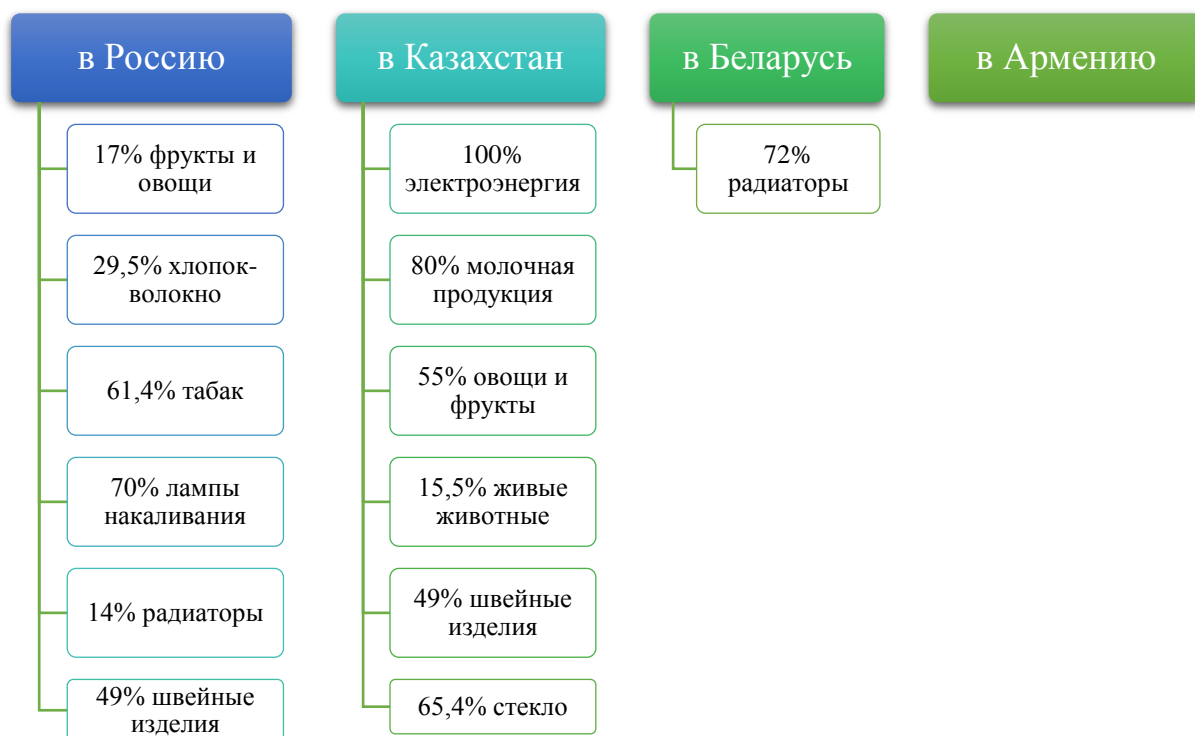 в Россию
17% фрукты и
овощи
29,5% хлопок-
волокно
61,4% табак
70% лампы
накаливания
14% радиаторы
49% швейные
изделия
в Казахстан
100%
электроэнергия
80% молочная
продукция
55% овощи и
фрукты
15,5% живые
животные
49% швейные
изделия
65,4% стекло
в Беларусь
72%
радиаторы
в Армению